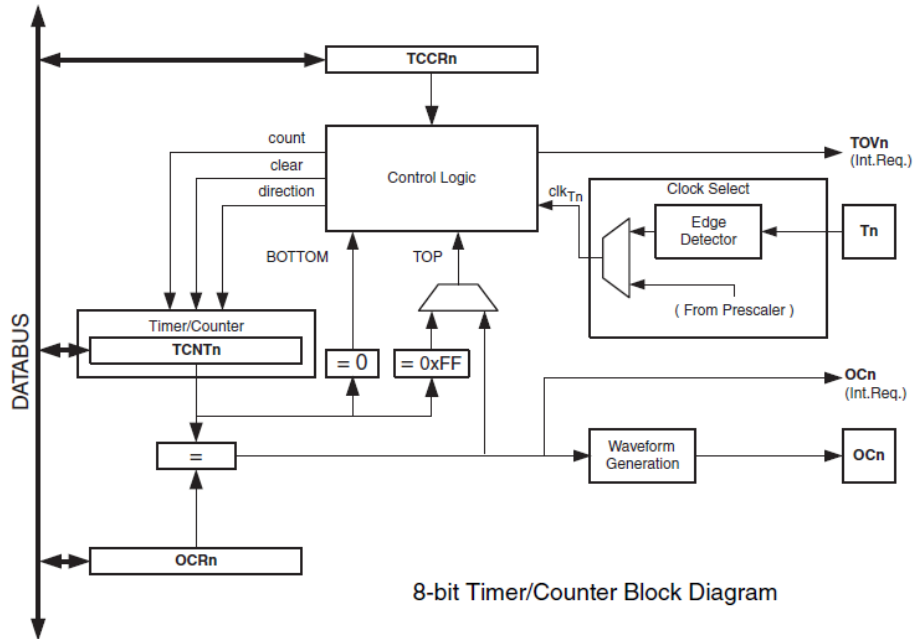 TCCRn
count
clear
direction
Control Logic
TOVn
(Int.Req.)
clkTn
Clock Select
Edge
Detector
Tn
( From Prescaler )
BOTTOM
TOP
Timer/Counter
TCNTn
= 0
= 0xFF
DATABUS
OCn
(Int.Req.)
=
Waveform
Generation
OCn
OCRn
8-bit Timer/Counter Block Diagram